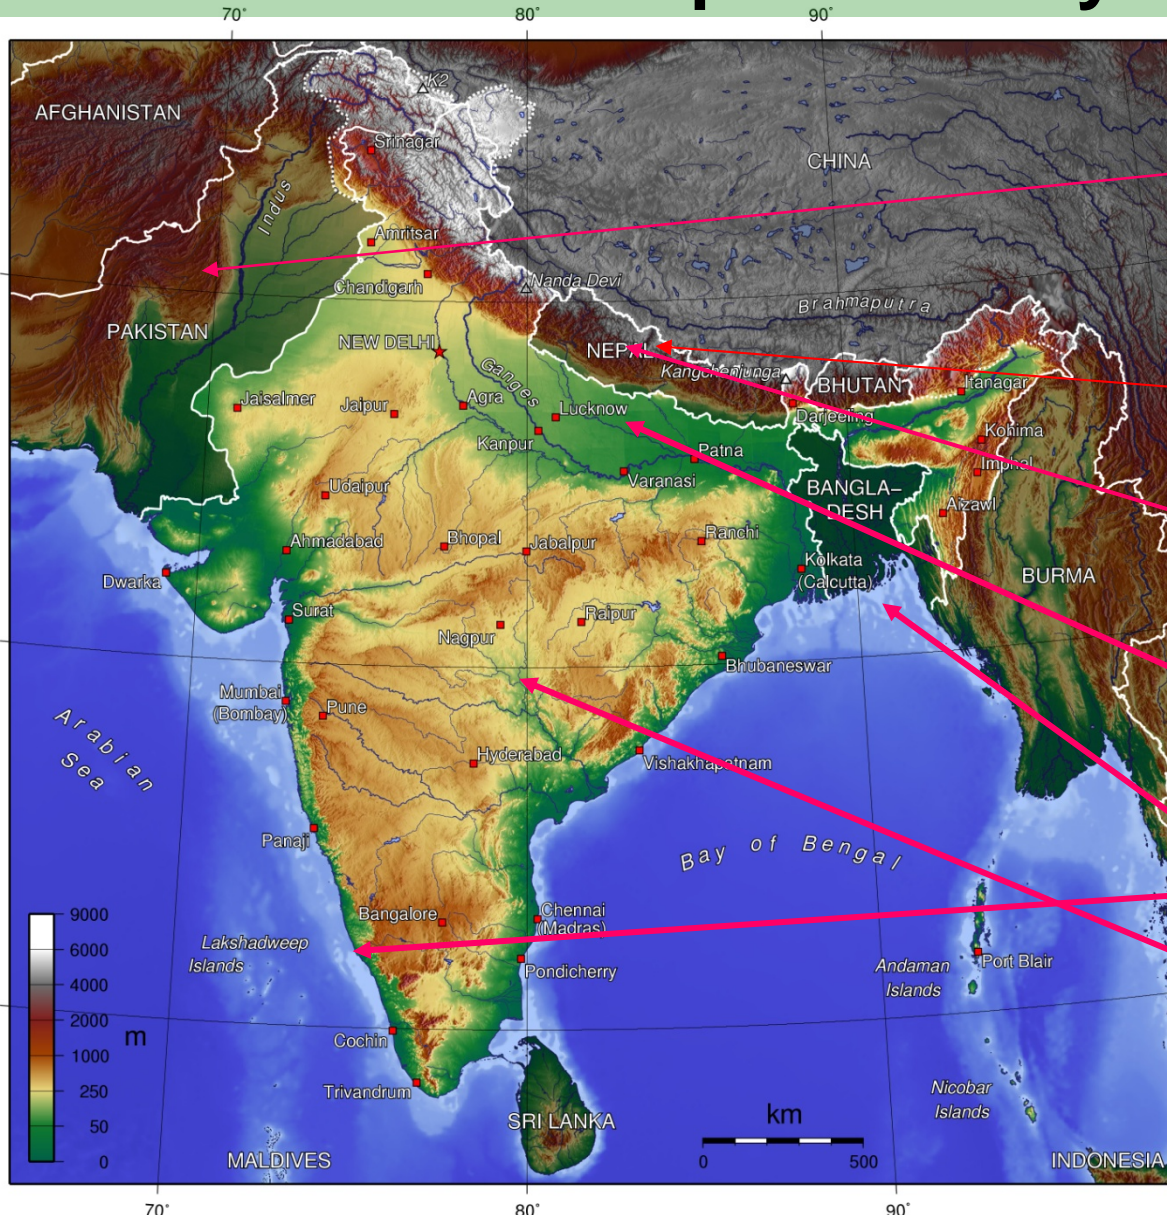 70°
80°
90°
K2
AFGHANISTAN
Srinagar
CHINA
Indus
Amritsar
Chandigarh
Nanda Devi
Brahmaputra
PAKISTAN
NEW DELHI
NEPAL
Kangchenjunga
BHUTAN
Itanagar
Ganges
Jaisalmer
Jaipur
Agra
Lucknow
Darjeeling
Kanpur
Kohima
Patna
Imphal
Varanasi
Udaipur
BANGLA–
DESH
Aizawl
Ahmadabad
Bhopal
Jabalpur
Ranchi
Dwarka
Kolkata
(Calcutta)
BURMA
Surat
Raipur
Nagpur
Bhubaneswar
Mumbai
(Bombay)
Pune
Arabian
Sea
Hyderabad
Vishakhapatnam
Panaji
Bay of Bengal
Bangalore
Chennai
(Madras)
Lakshadweep
Islands
Pondicherry
Andaman
Islands
Port Blair
9000
6000
4000
2000
1000
250
50
0
m
Cochin
Trivandrum
Nicobar
Islands
SRI LANKA
km
0
500
MALDIVES
INDONESIA
70°
80°
90°